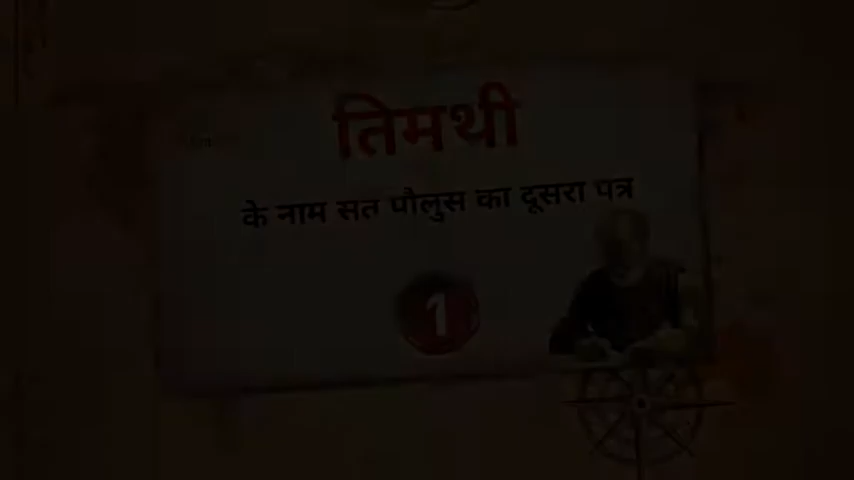 तिमथी
के नाम सत पौलुस का दूसरा पत्र
1